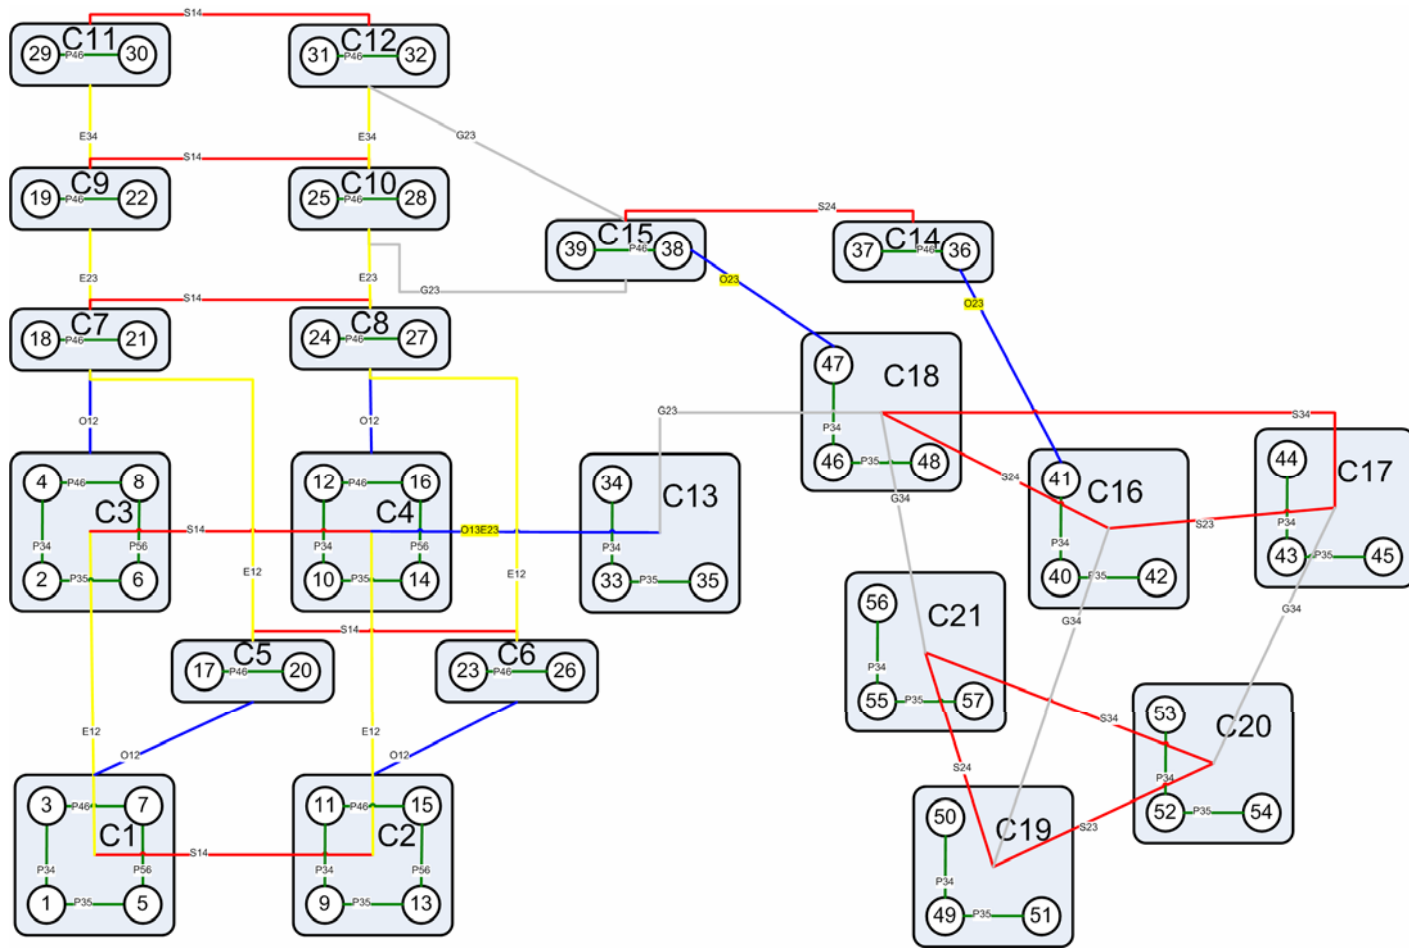 S14
C11
C12
29 P46 30
31 P46 32
E34
E34
G23
S14
C9
C10
19 P46 22
25 P46 28
S24
C15
C14
39 P46 38
37 P46 36
E23
E23
G23
O23
O23
S14
C7
C8
18 P46 21
24 P46 27
47
C18
O12
O12
G23
S34
P34
46 P35 48
44
C17
4 P46 8
12 P46 16
34
C13
S24
41
C16
G34
C3
C4
S14
O13E23
S23
P34
P56
P34
P56
P34
P34
P34
43 P35 45
2 P35 6
10 P35 14
33 P35 35
40 P35 42
E12
E12
56
C21
G34
G34
S14
C5
C6
17 P46 20
23 P46 26
P34
55 P35 57
53
C20
S34
E12
E12
O12
O12
S24
P34
52 P35 54
3 P46 7
11 P46 15
50
C19
S23
C1
C2
S14
P34
P56
P34
P56
P34
1 P35 5
9 P35 13
49 P35 51